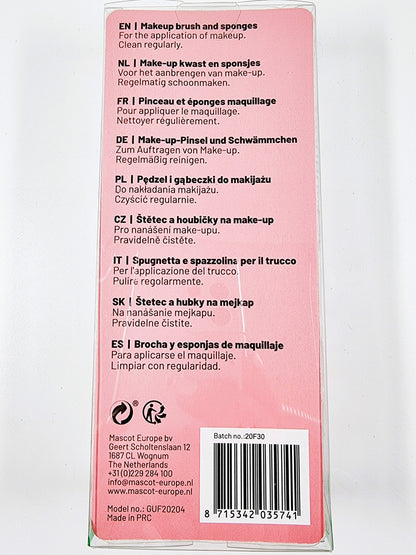 EN | Makeup brush and sponges
For the application of makeup.
Clean regularly.
NL | Make-up kwast en sponsjes
Voor het aanbrengen van make-up.
Regelmatig schoonmaken.
FR | Pinceau et éponges maquillage
Pour appliquer le maquillage.
Nettoyer régulièrement.
DE | Make-up-Pinsel und Schwämmchen
Zum Auftragen von Make-up.
Regelmäßig reinigen.
PL | Pędzel i gąbeczki do makijażu
Do nakładania makijażu.
Czyścić regularnie.
CZ | Štětec a houbičky na make-up
Pro nanášení make-upu.
Pravidelně čistěte.
IT | Spugnetta e spazzolina per il trucco
Per l'applicazione del trucco.
Pulire regolarmente.
SK | Štetec a hubky na mejkap
Na nanášanie mejkapu.
Pravidelne čistite.
ES | Brocha y esponjas de maquillaje
Para aplicarse el maquillaje.
Limpiar con regularidad.
®
Mascot Europe bv
Geert Scholtenslaan 12
1687 CL Wognum
The Netherlands
+31(0)229 284 100
info@mascot-europe.nl
www.mascot-europe.nl
Model no.: GUF20204
Made in PRC
Batch no.:20F30
8 715342 035741